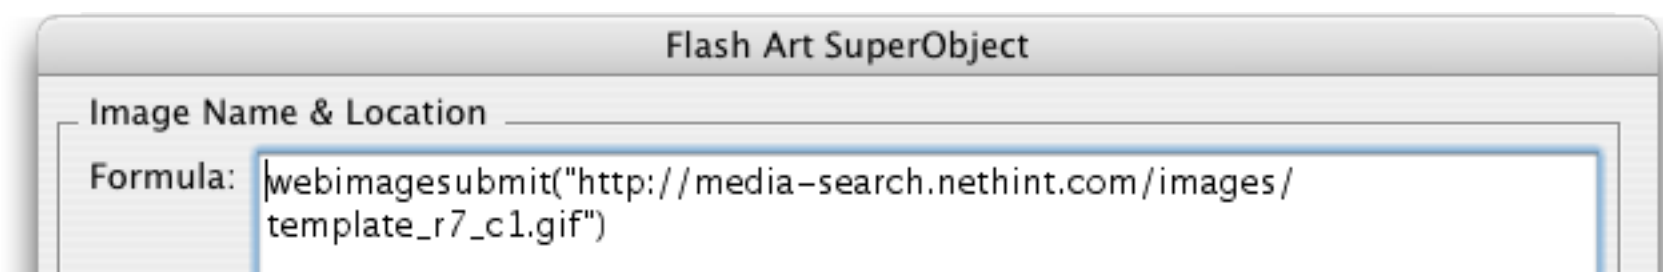 Flash Art SuperObject
Image Name & Location
Formula: webimagesubmit("http://media-search.nethint.com/images/
template_r7_c1.gif")